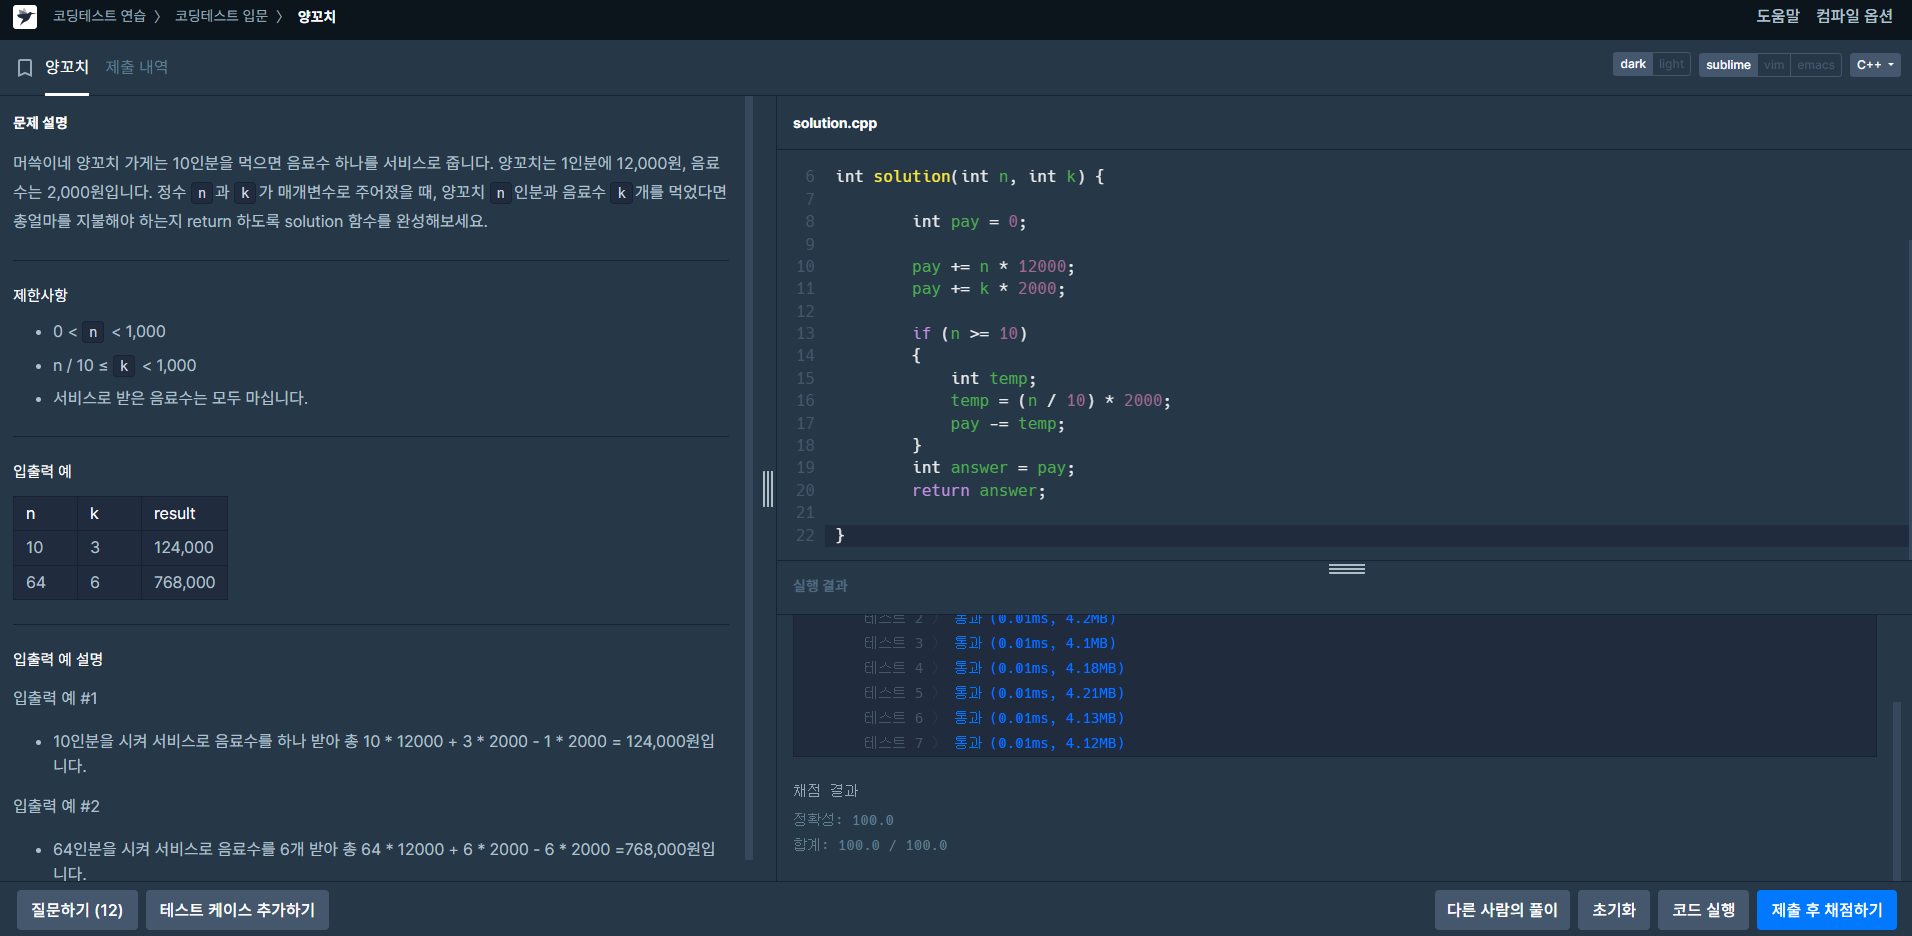 코딩테스트 연습 〉 코딩테스트 입문 〉 양꼬치
도움말 컴파일 옵션
양꼬치 제출 내역
dark light sublime vim emacs C++
문제 설명
머쓱이네 양꼬치 가게는 10인분을 먹으면 음료수 하나를 서비스로 줍니다. 양꼬치는 1인분에 12,000원, 음료
수는 2,000원입니다. 정수 n 과 k 가 매개변수로 주어졌을 때, 양꼬치 n 인분과 음료수 k 개를 먹었다면
총얼마를 지불해야 하는지 return 하도록 solution 함수를 완성해보세요.
제한사항
• 0 < n < 1,000
• n / 10 ≤ k < 1,000
• 서비스로 받은 음료수는 모두 마십니다.
입출력 예
n k result
10 3 124,000
64 6 768,000
입출력 예 설명
입출력 예 #1
• 10인분을 시켜 서비스로 음료수를 하나 받아 총 10 * 12000 + 3 * 2000 - 1 * 2000 = 124,000원입
니다.
입출력 예 #2
• 64인분을 시켜 서비스로 음료수를 6개 받아 총 64 * 12000 + 6 * 2000 - 6 * 2000 =768,000원입
니다.
solution.cpp
6 int solution(int n, int k) {
7
8 int pay = 0;
9
10 pay += n * 12000;
11 pay += k * 2000;
12
13 if (n >= 10)
14 {
15 int temp;
16 temp = (n / 10) * 2000;
17 pay -= temp;
18 }
19 int answer = pay;
20 return answer;
21
22 }
실행 결과
테스트 2 〉 통과 (0.01ms, 4.2MB)
테스트 3 〉 통과 (0.01ms, 4.1MB)
테스트 4 〉 통과 (0.01ms, 4.18MB)
테스트 5 〉 통과 (0.01ms, 4.21MB)
테스트 6 〉 통과 (0.01ms, 4.13MB)
테스트 7 〉 통과 (0.01ms, 4.12MB)
채점 결과
정확성: 100.0
합계: 100.0 / 100.0
질문하기 (12) 테스트 케이스 추가하기
다른 사람의 풀이 초기화 코드 실행 제출 후 채점하기